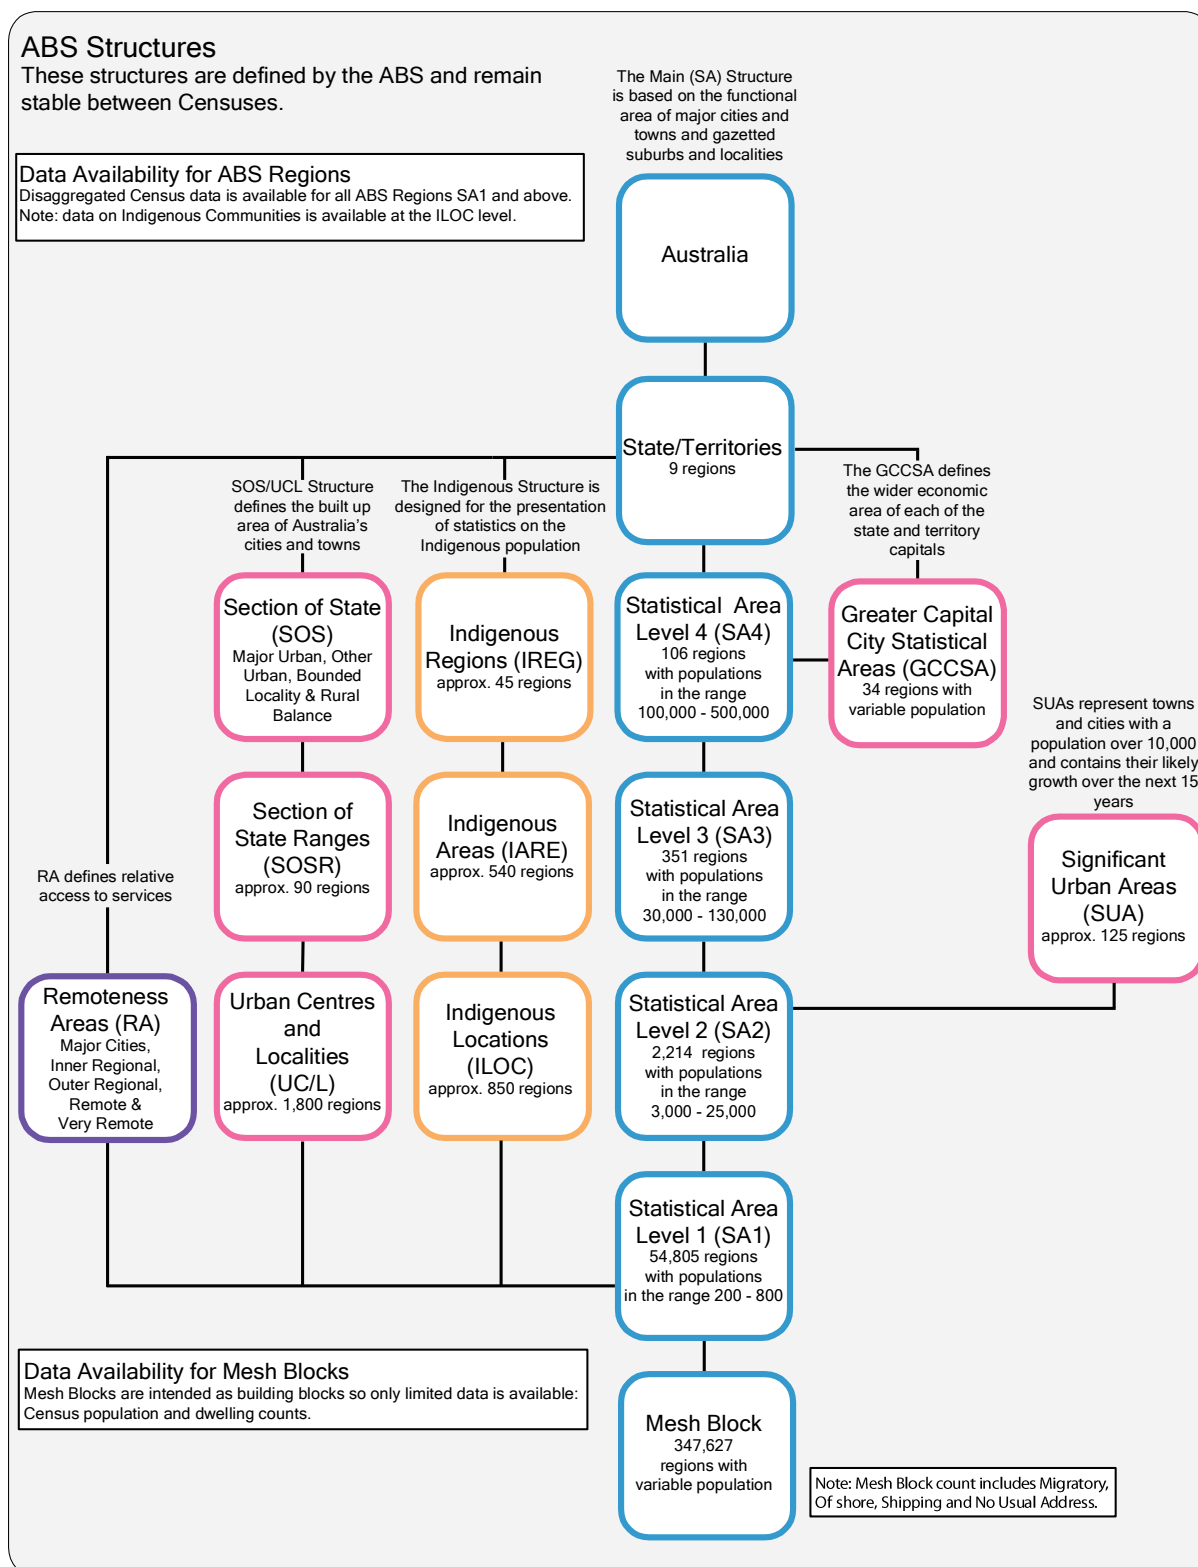 ABS Structures
These structures are defined by the ABS and remain
stable between Censuses.
The Main (SA) Structure
is based on the functional
area of major cities and
towns and gazetted
suburbs and localities
Data Availability for ABS Regions
Disaggregated Census data is available for all ABS Regions SA1 and above.
Note: data on Indigenous Communities is available at the ILOC level.
Australia
State/Territories
9 regions
SOS/UCL Structure
defines the built up
area of Australia's
cities and towns
The Indigenous Structure is
designed for the presentation
of statistics on the
Indigenous population
The GCCSA defines
the wider economic
area of each of the
state and territory
capitals
Section of State
(SOS)
Major Urban, Other
Urban, Bounded
Locality & Rural
Balance
Indigenous
Regions (IREG)
approx. 45 regions
Statistical Area
Level 4 (SA4)
106 regions
with populations
in the range
100,000 - 500,000
Greater Capital
City Statistical
Areas (GCCSA)
34 regions with
variable population
SUAs represent towns
and cities with a
population over 10,000
and contains their likely
growth over the next 15
years
RA defines relative
access to services
Section of
State Ranges
(SOSR)
approx. 90 regions
Indigenous
Areas (IARE)
approx. 540 regions
Statistical Area
Level 3 (SA3)
351 regions
with populations
in the range
30,000 - 130,000
Significant
Urban Areas
(SUA)
approx. 125 regions
Remoteness
Areas (RA)
Major Cities,
Inner Regional,
Outer Regional,
Remote &
Very Remote
Urban Centres
and
Localities
(UC/L)
approx. 1,800 regions
Indigenous
Locations
(ILOC)
approx. 850 regions
Statistical Area
Level 2 (SA2)
2,214 regions
with populations
in the range
3,000 - 25,000
Statistical Area
Level 1 (SA1)
54,805 regions
with populations
in the range 200 - 800
Data Availability for Mesh Blocks
Mesh Blocks are intended as building blocks so only limited data is available:
Census population and dwelling counts.
Mesh Block
347,627
regions with
variable population
Note: Mesh Block count includes Migratory,
Of shore, Shipping and No Usual Address.